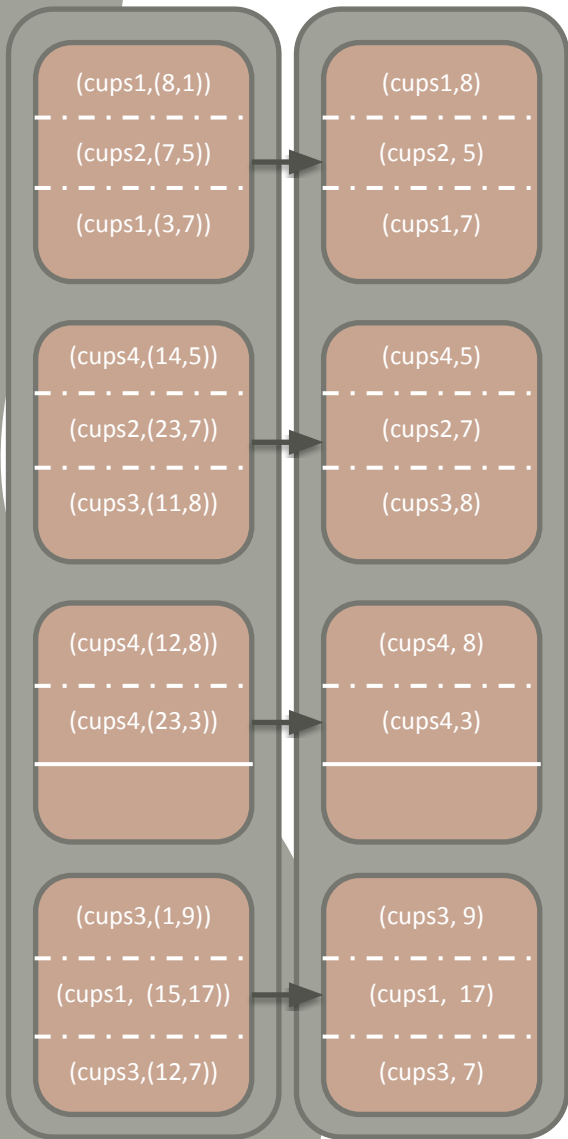 (cups1,(8,1))
(cups2,(7,5))
(cups1,(3,7))
(cups4,(14,5))
(cups2,(23,7))
(cups3,(11,8))
(cups4,(12,8))
(cups4,(23,3))
(cups3,(1,9))
(cups1, (15,17))
(cups3,(12,7))
(cups1,8)
(cups2, 5)
(cups1,7)
(cups4,5)
(cups2,7)
(cups3,8)
(cups4, 8)
(cups4,3)
(cups3, 9)
(cups1, 17)
(cups3, 7)